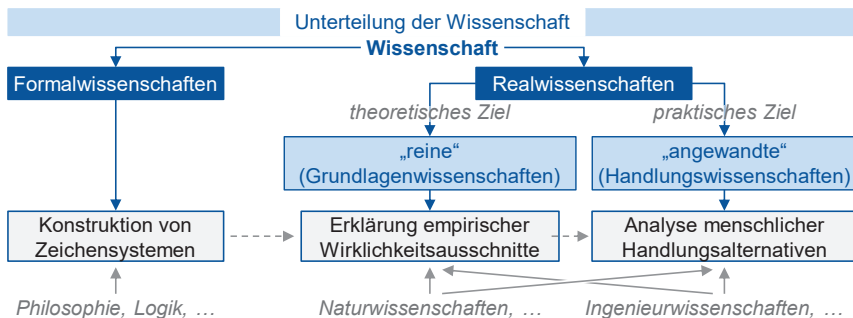 Unterteilung der Wissenschaft
Wissenschaft
Formalwissenschaften
Realwissenschaften
theoretisches Ziel
praktisches Ziel
„reine“
(Grundlagenwissenschaften)
„angewandte“
(Handlungswissenschaften)
Konstruktion von
Zeichensystemen
Erklärung empirischer
Wirklichkeitsausschnitte
Analyse menschlicher
Handlungsalternativen
Philosophie, Logik, …
Naturwissenschaften, …
Ingenieurwissenschaften, …